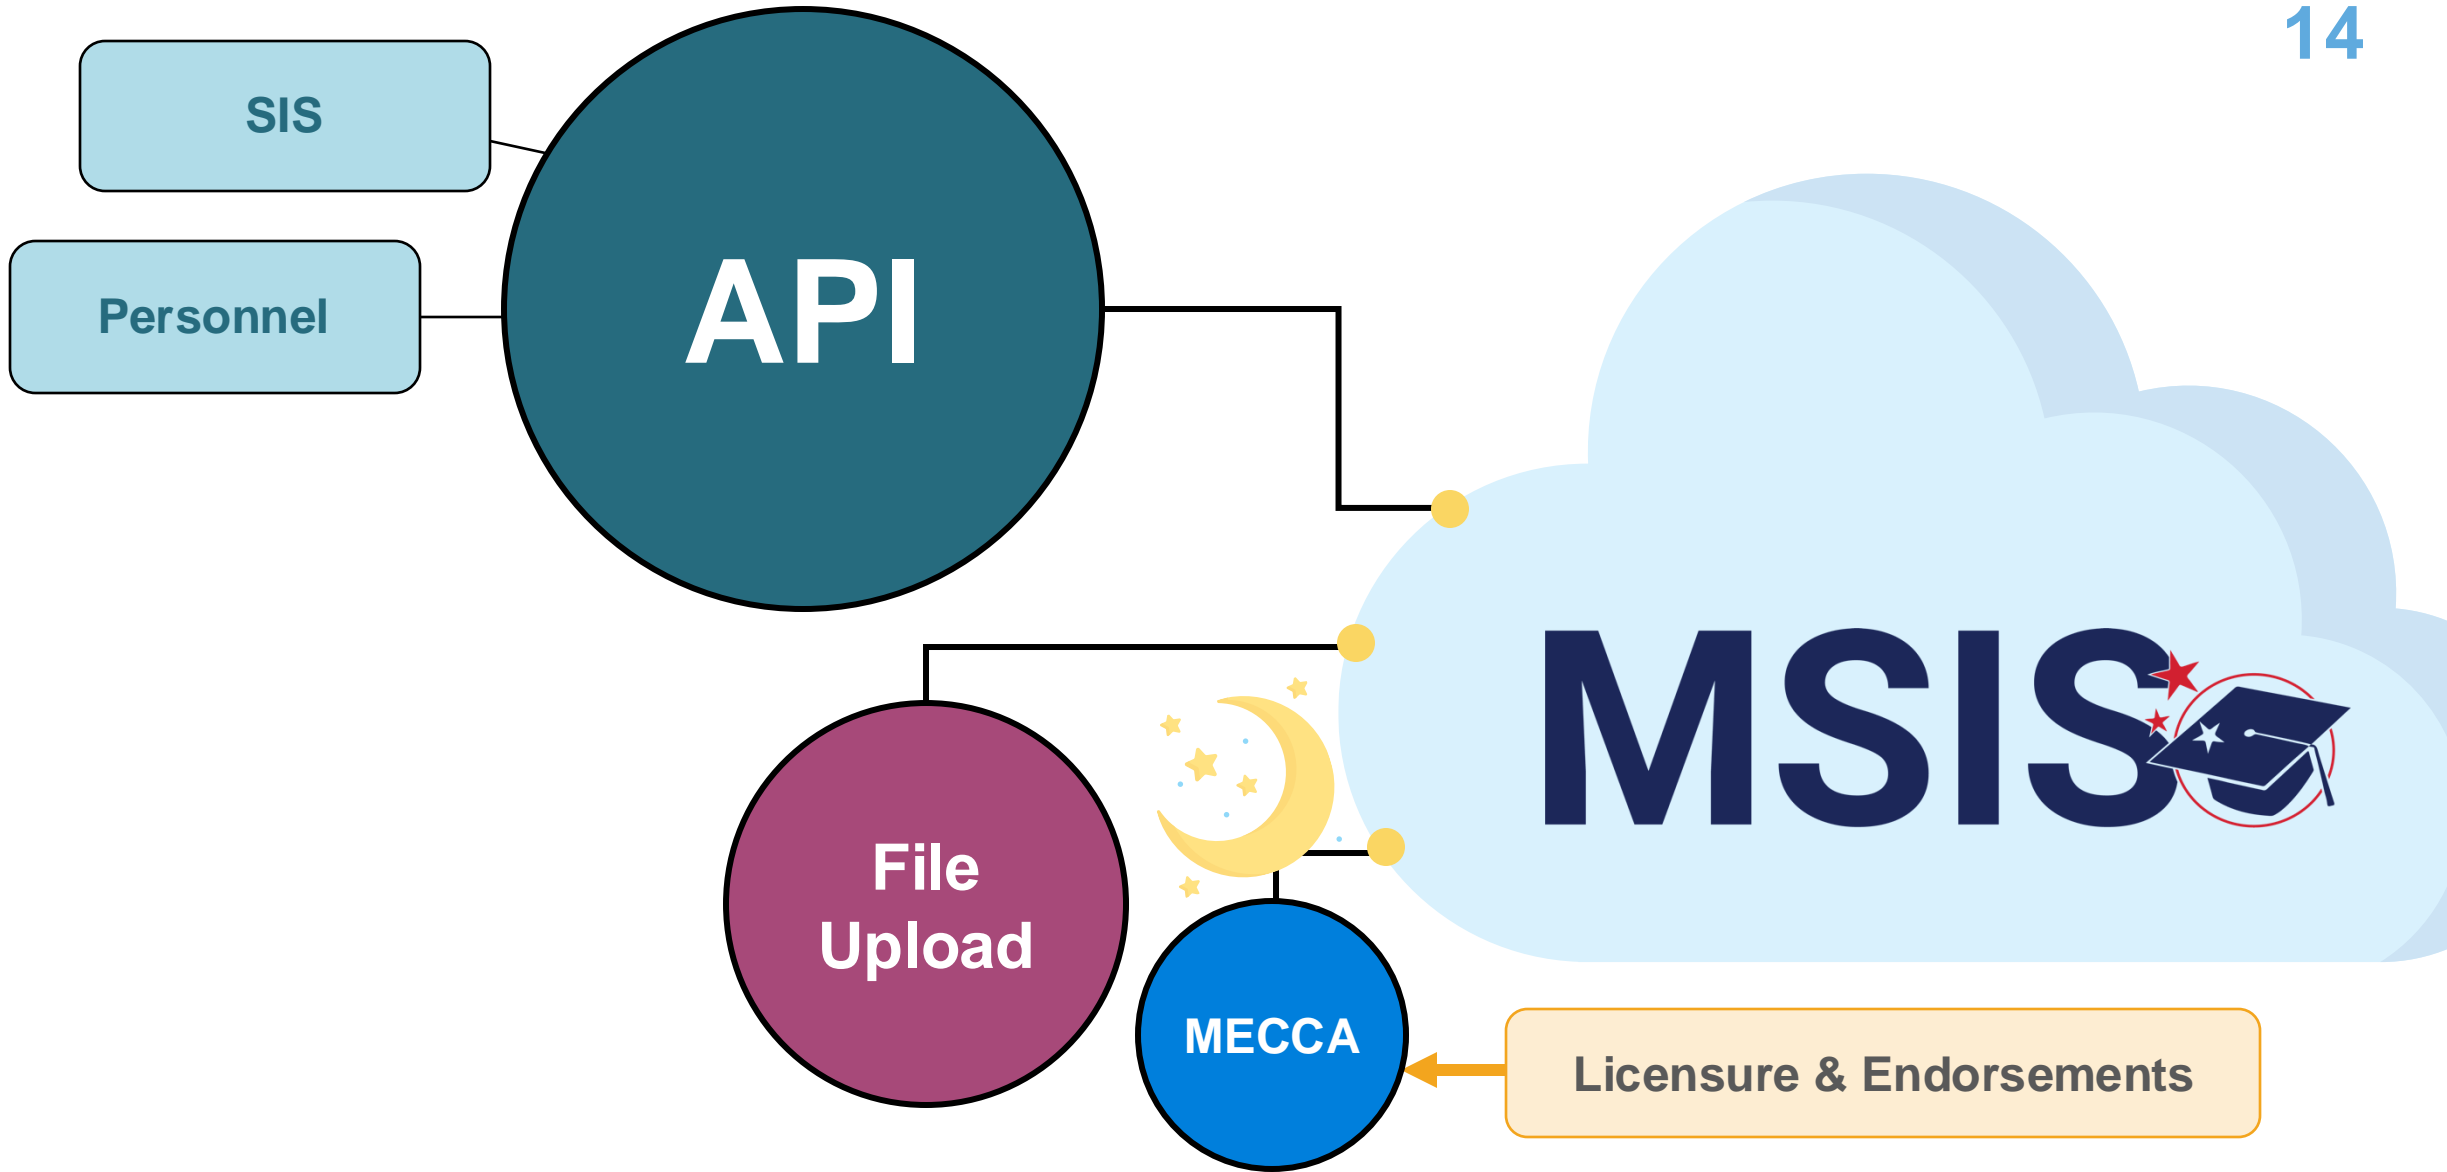 14
SIS
Personnel
API
MSIS
File
Upload
MECCA
Licensure & Endorsements